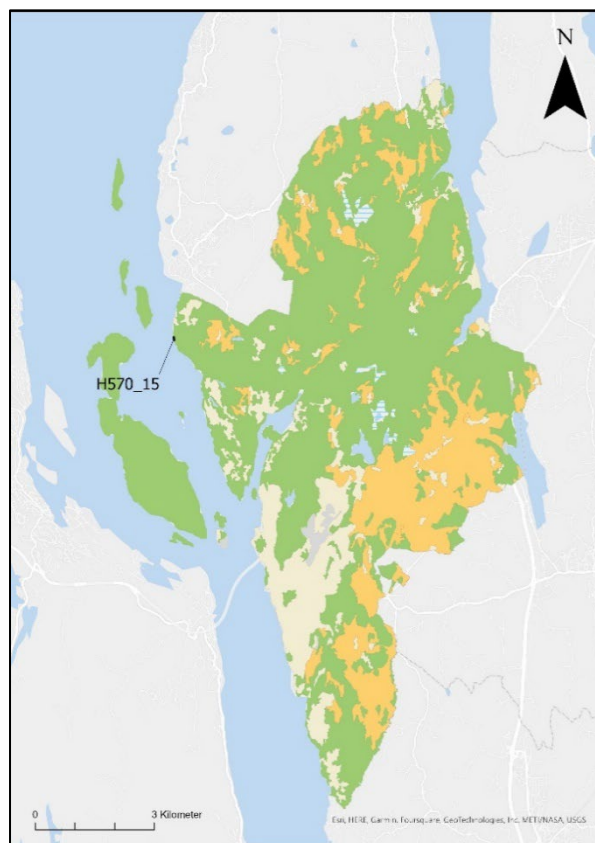 N
H570_15
0 3 Kilometer
Esri, HERE, Garmin, Foursquare, GeoTechnologies, Inc, METI/NASA, USGS